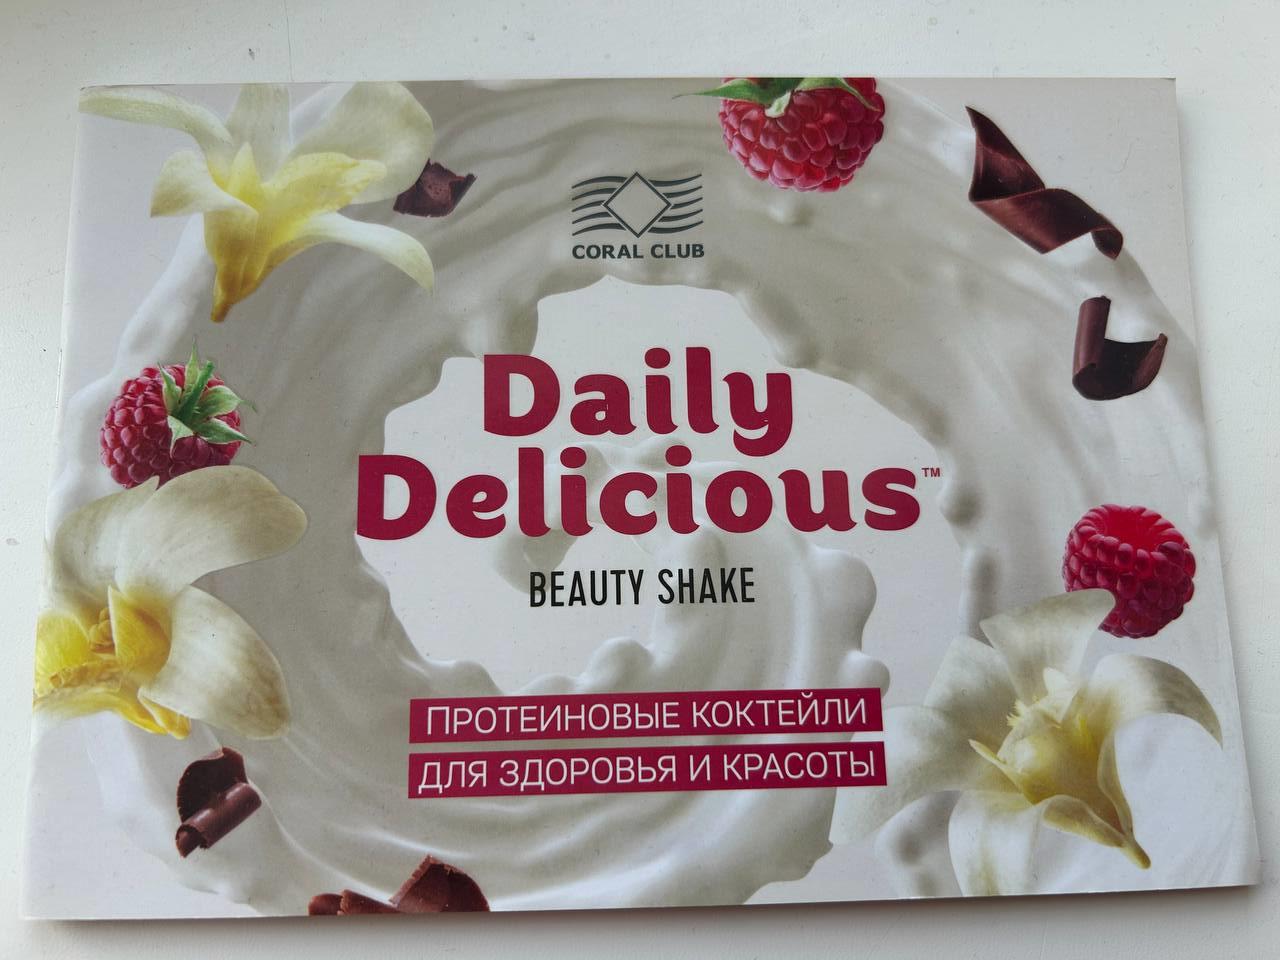 CORAL CLUB
Daily
Delicious™
BEAUTY SHAKE
ПРОТЕИНОВЫЕ КОКТЕЙЛИ
ДЛЯ ЗДОРОВЬЯ И КРАСОТЫ